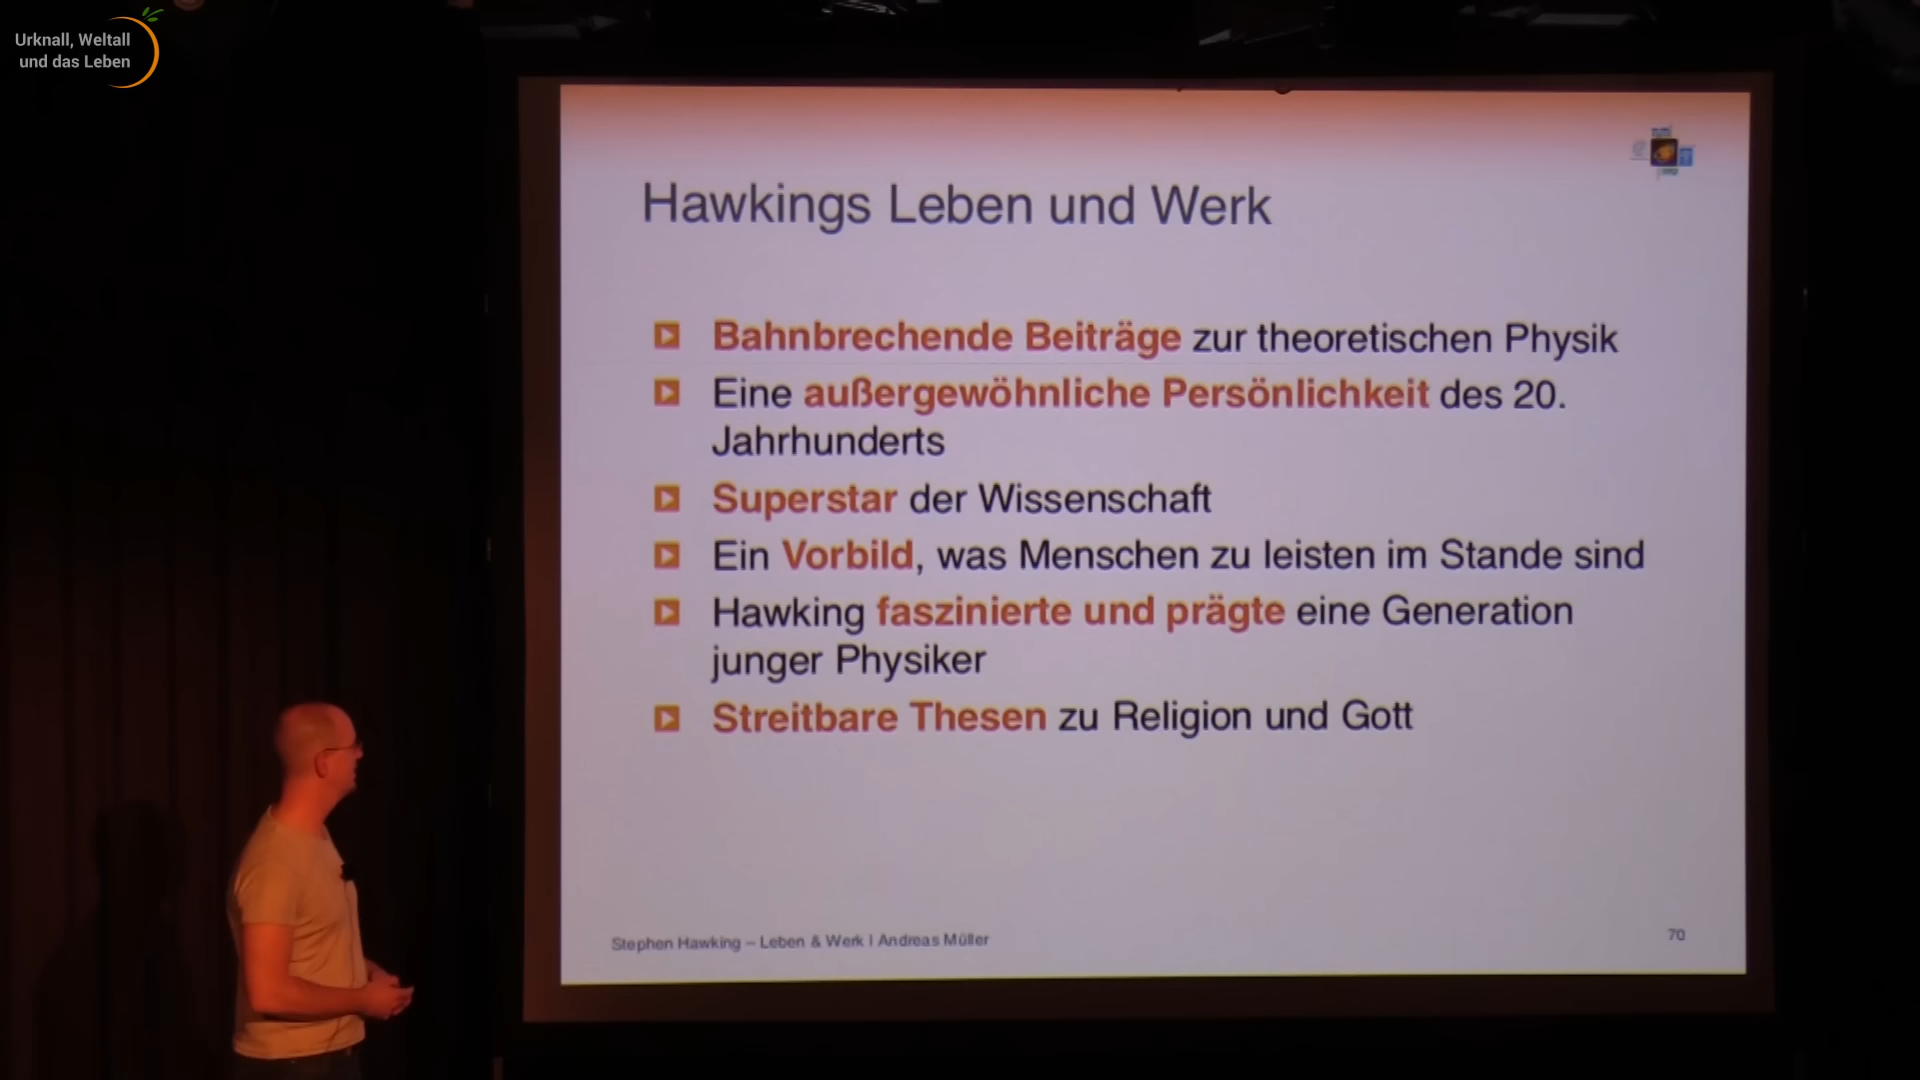 Urknall, Weltall
und das Leben
Hawkings Leben und Werk
Bahnbrechende Beiträge zur theoretischen Physik
Eine außergewöhnliche Persönlichkeit des 20.
Jahrhunderts
Superstar der Wissenschaft
Ein Vorbild, was Menschen zu leisten im Stande sind
Hawking faszinierte und prägte eine Generation
junger Physiker
Streitbare Thesen zu Religion und Gott
Stephen Hawking – Leben & Werk | Andreas Müller
70